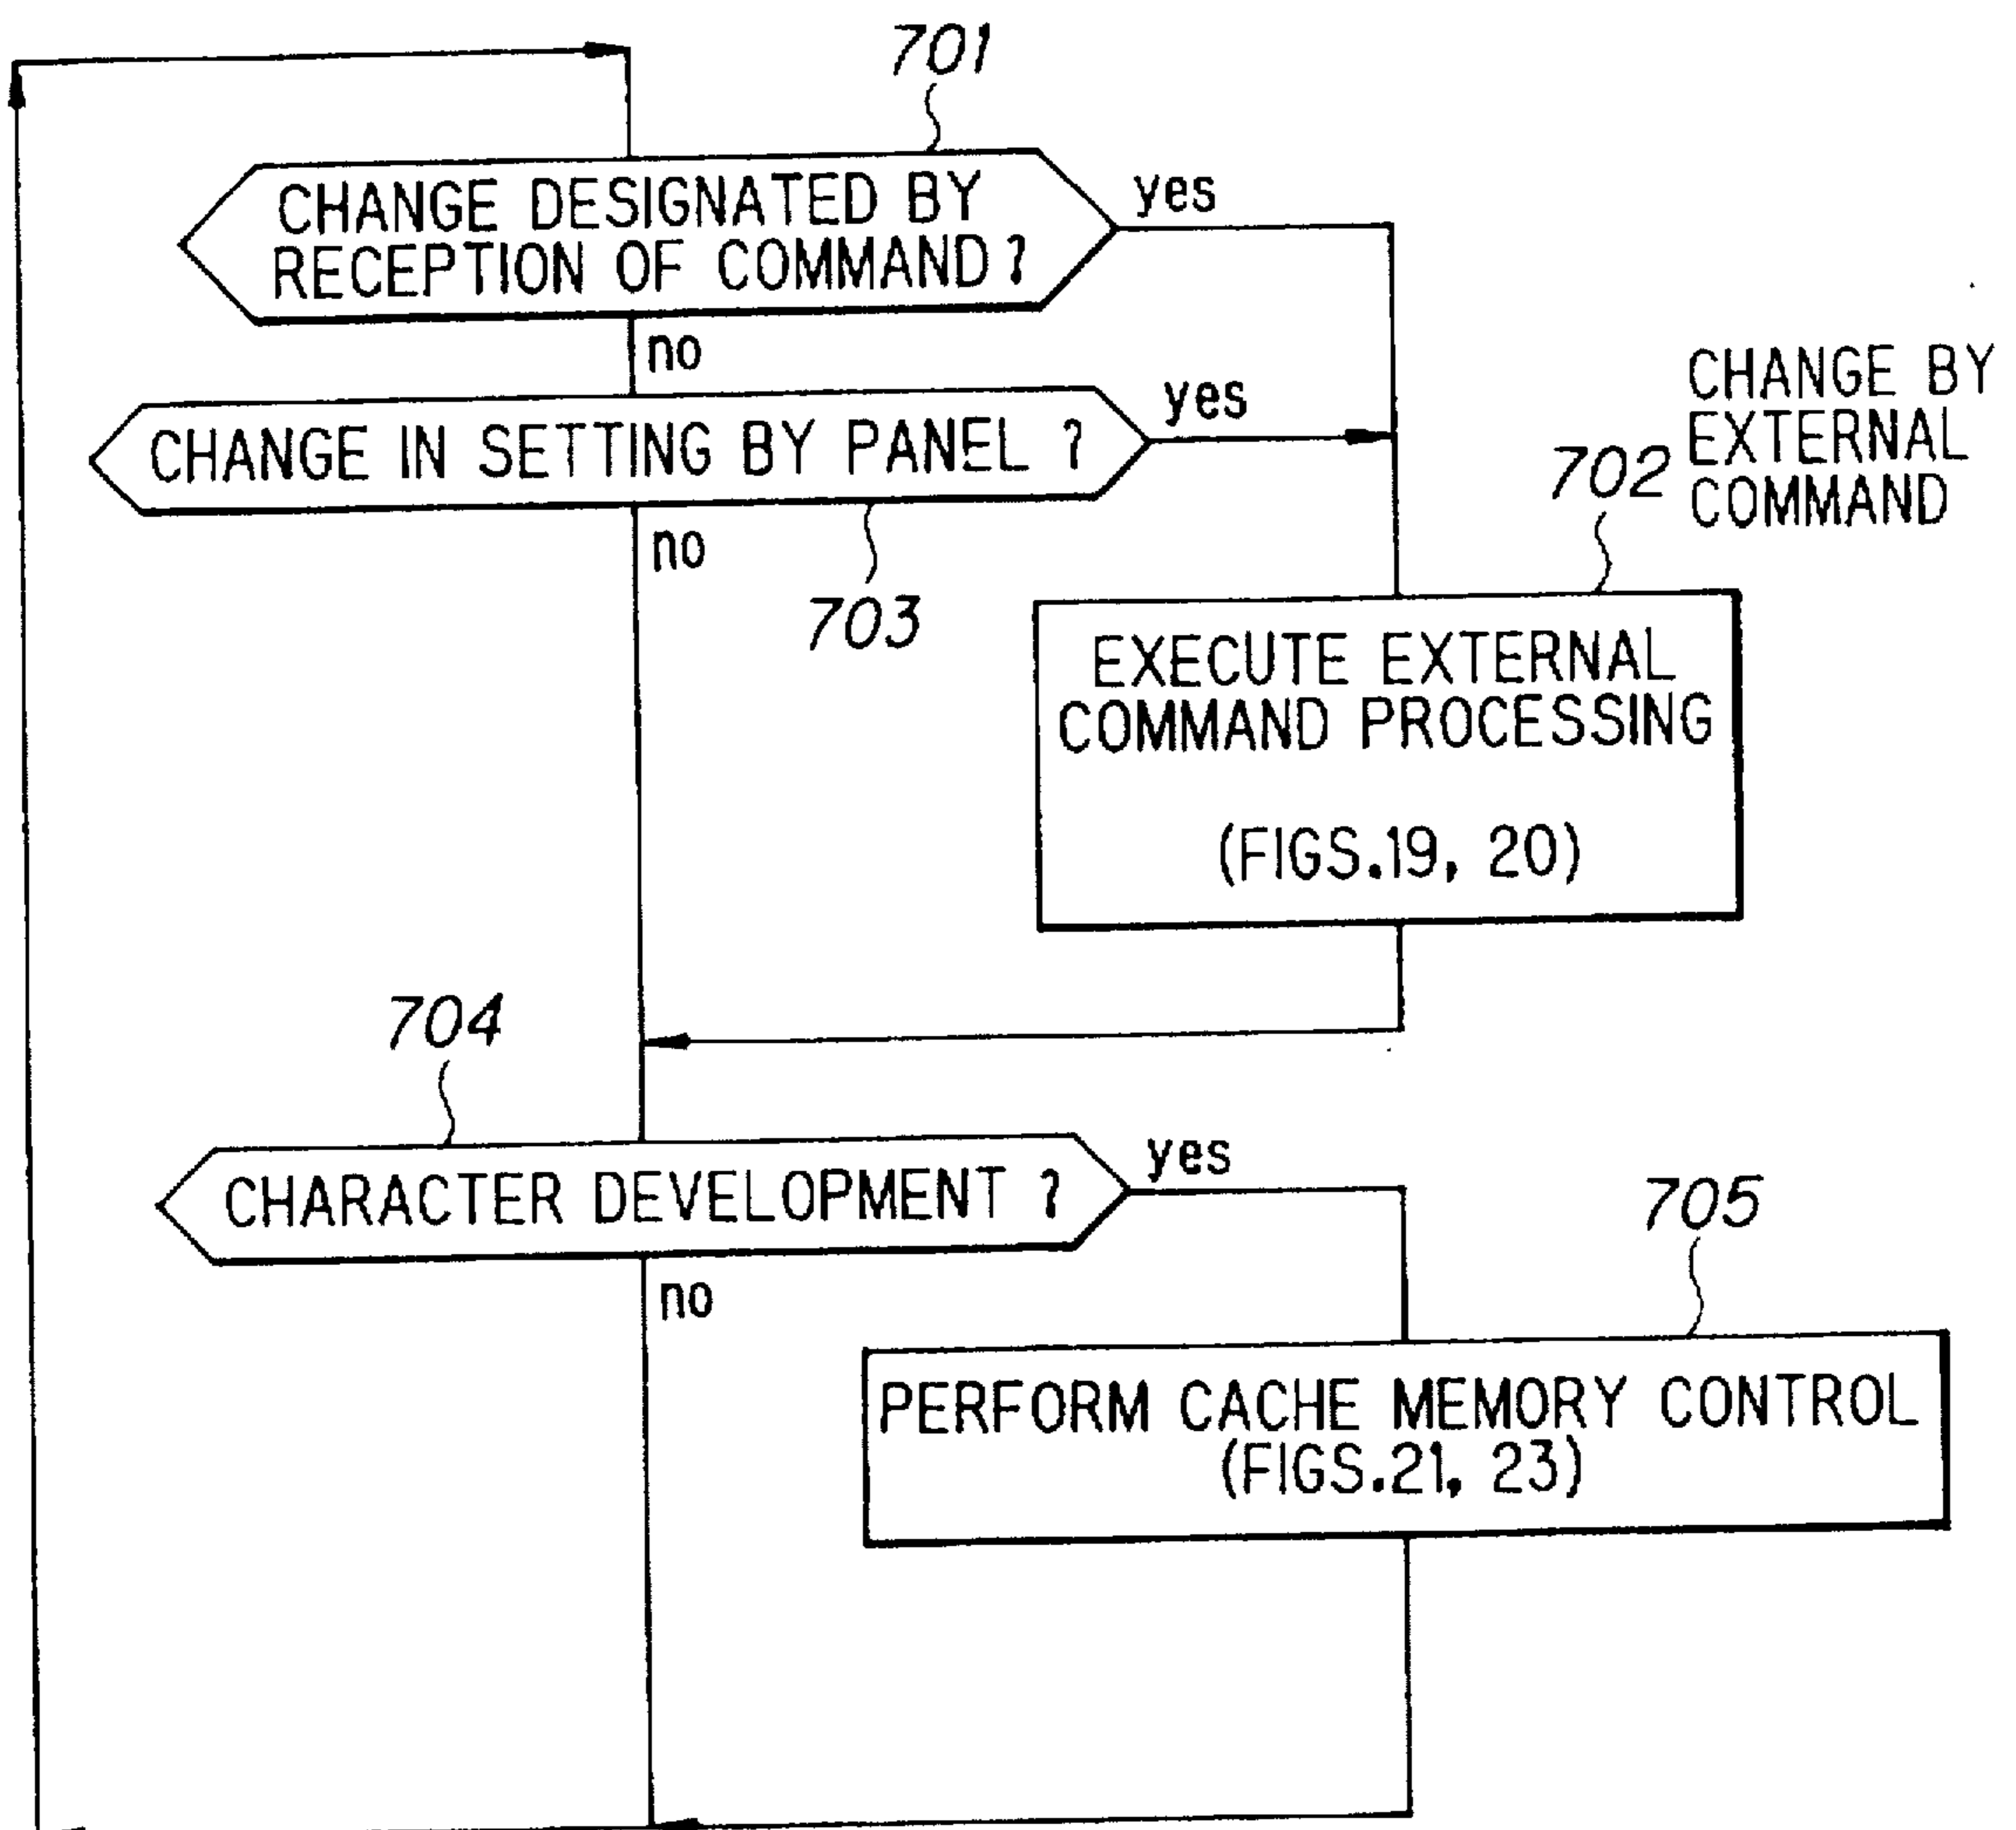 701
CHANGE DESIGNATED BY
RECEPTION OF COMMAND?
yes
no
CHANGE IN SETTING BY PANEL ?
yes
no
703
702
CHANGE BY
EXTERNAL
COMMAND
EXECUTE EXTERNAL
COMMAND PROCESSING
(FIGS.19, 20)
704
CHARACTER DEVELOPMENT ?
yes
no
705
PERFORM CACHE MEMORY CONTROL
(FIGS.21, 23)